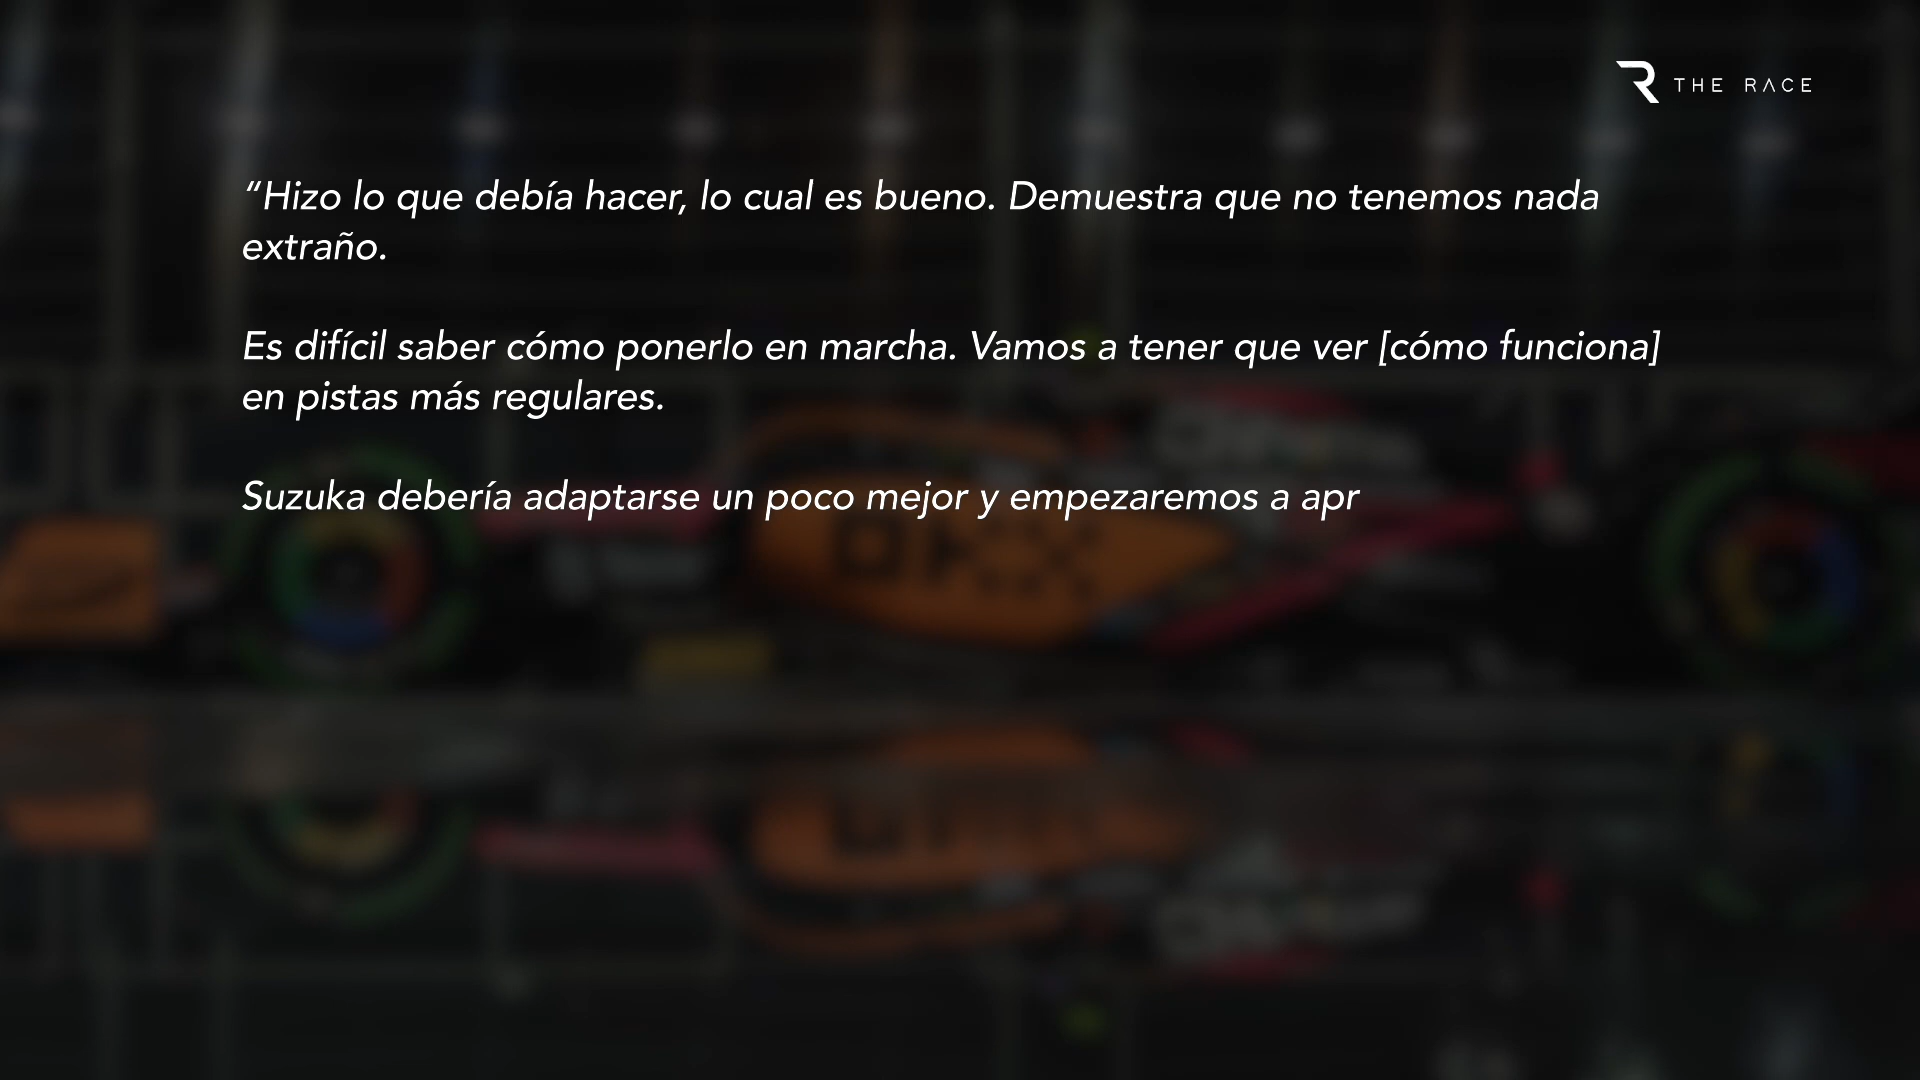 THE RACE
“Hizo lo que debía hacer, lo cual es bueno. Demuestra que no tenemos nada
extraño.
Es difícil saber cómo ponerlo en marcha. Vamos a tener que ver [cómo funciona]
en pistas más regulares.
Suzuka debería adaptarse un poco mejor y empezaremos a apr